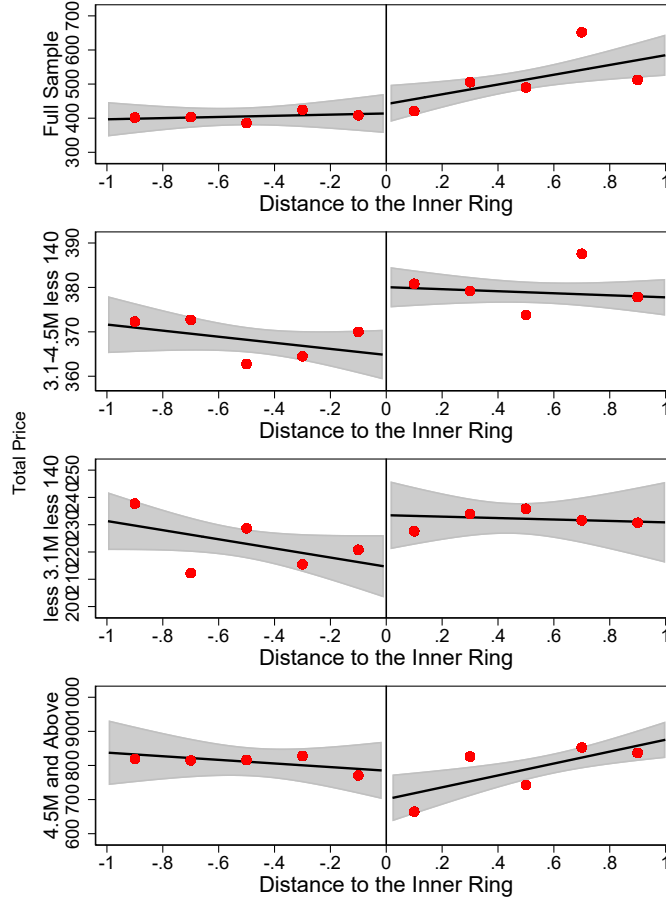 Total Price
Full Sample
300 400 500 600 700
-1 -.8 -.6 -.4 -.2 0 .2 .4 .6 .8 1
Distance to the Inner Ring
3.1-4.5M less 140
360 370 380 390
-1 -.8 -.6 -.4 -.2 0 .2 .4 .6 .8 1
Distance to the Inner Ring
less 3.1M less 140
200 210 220 230 240 250
-1 -.8 -.6 -.4 -.2 0 .2 .4 .6 .8 1
Distance to the Inner Ring
4.5M and Above
600 700 800 900 1000
-1 -.8 -.6 -.4 -.2 0 .2 .4 .6 .8 1
Distance to the Inner Ring